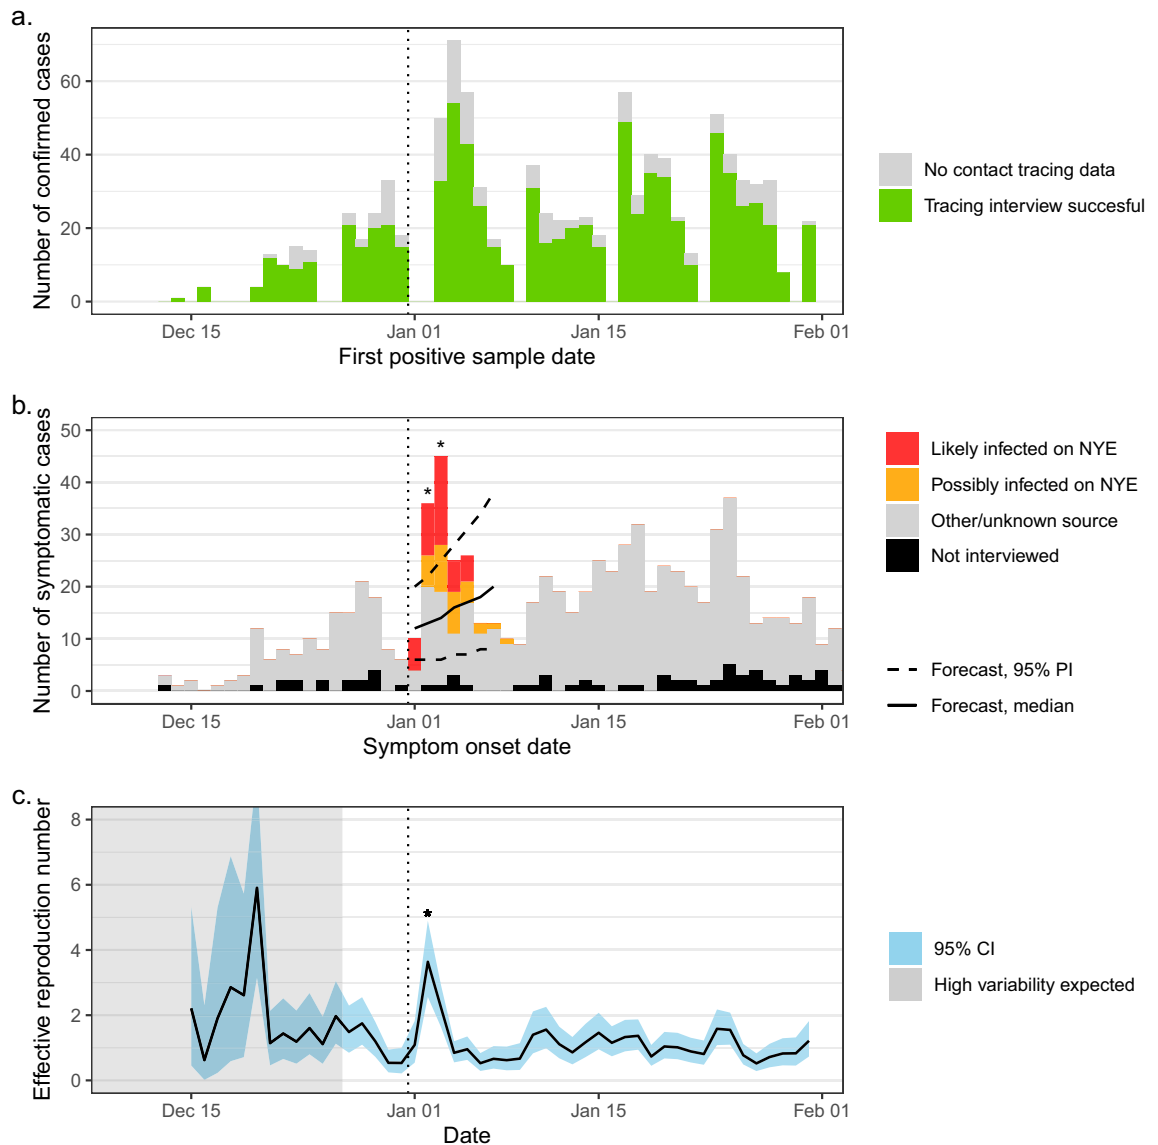 a.
Number of confirmed cases
60
40
20
0
Dec 15
Jan 01
Jan 15
Feb 01
First positive sample date
No contact tracing data
Tracing interview succesful
b.
Number of symptomatic cases
50
40
30
20
10
0
*
*
Dec 15
Jan 01
Jan 15
Feb 01
Symptom onset date
Likely infected on NYE
Possibly infected on NYE
Other/unknown source
Not interviewed
Forecast, 95% PI
Forecast, median
c.
Effective reproduction number
8
6
4
2
0
*
Dec 15
Jan 01
Jan 15
Feb 01
Date
95% CI
High variability expected